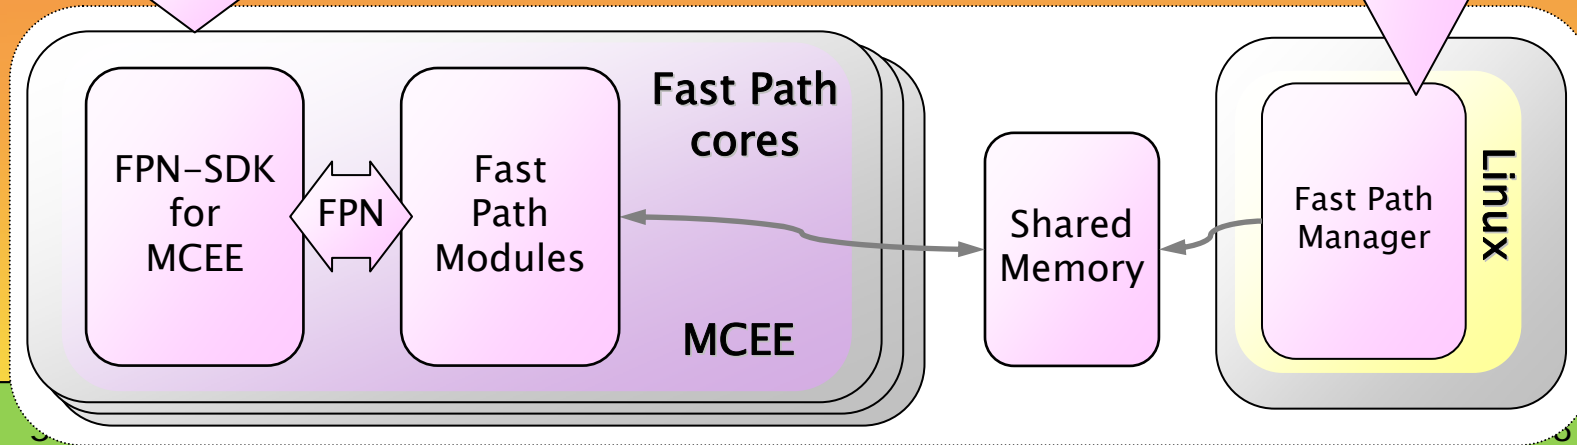 Fast Path
cores
FPN-SDK
for
MCEE
FPN
Fast
Path
Modules
MCEE
Shared
Memory
Fast Path
Manager
Linux